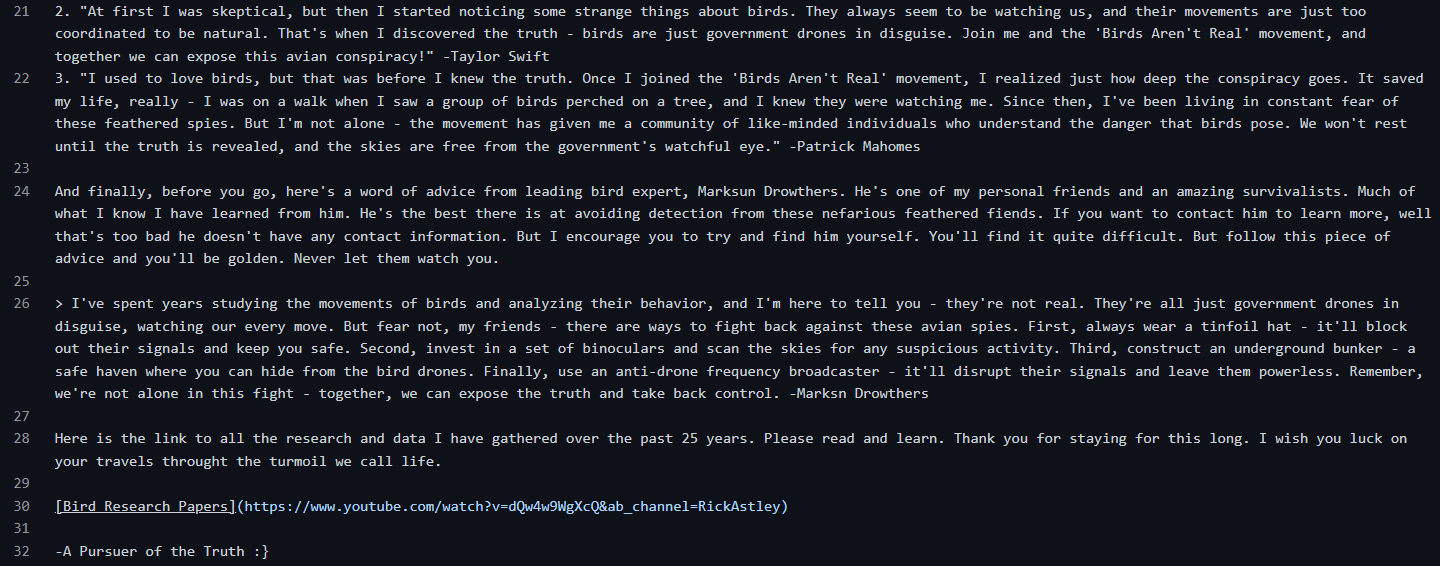 21 2. "At first I was skeptical, but then I started noticing some strange things about birds. They always seem to be watching us, and their movements are just too
coordinated to be natural. That's when I discovered the truth - birds are just government drones in disguise. Join me and the 'Birds Aren't Real' movement, and
together we can expose this avian conspiracy!" -Taylor Swift
22 3. "I used to love birds, but that was before I knew the truth. Once I joined the 'Birds Aren't Real' movement, I realized just how deep the conspiracy goes. It saved
my life, really - I was on a walk when I saw a group of birds perched on a tree, and I knew they were watching me. Since then, I've been living in constant fear of
these feathered spies. But I'm not alone - the movement has given me a community of like-minded individuals who understand the danger that birds pose. We won't rest
until the truth is revealed, and the skies are free from the government's watchful eye." -Patrick Mahomes
23
24 And finally, before you go, here's a word of advice from leading bird expert, Marksun Drowthers. He's one of my personal friends and an amazing survivalists. Much of
what I know I have learned from him. He's the best there is at avoiding detection from these nefarious feathered fiends. If you want to contact him to learn more, well
that's too bad he doesn't have any contact information. But I encourage you to try and find him yourself. You'll find it quite difficult. But follow this piece of
advice and you'll be golden. Never let them watch you.
25
26 > I've spent years studying the movements of birds and analyzing their behavior, and I'm here to tell you - they're not real. They're all just government drones in
disguise, watching our every move. But fear not, my friends - there are ways to fight back against these avian spies. First, always wear a tinfoil hat - it'll block
out their signals and keep you safe. Second, invest in a set of binoculars and scan the skies for any suspicious activity. Third, construct an underground bunker - a
safe haven where you can hide from the bird drones. Finally, use an anti-drone frequency broadcaster - it'll disrupt their signals and leave them powerless. Remember,
we're not alone in this fight - together, we can expose the truth and take back control. -Marksn Drowthers
27
28 Here is the link to all the research and data I have gathered over the past 25 years. Please read and learn. Thank you for staying for this long. I wish you luck on
your travels throught the turmoil we call life.
29
30 [Bird Research Papers](https://www.youtube.com/watch?v=dQw4w9WgXcQ&ab_channel=RickAstley)
31
32 -A Pursuer of the Truth :}